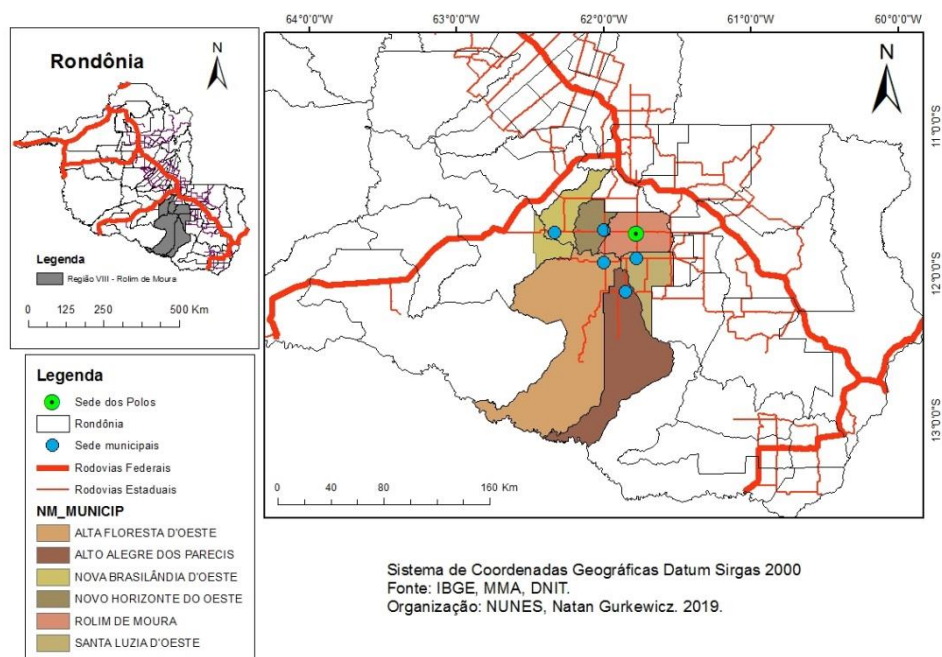 Rondônia
N
Legenda
Região VIII - Rolim de Moura
0 125 250 500 Km
Legenda
Sede dos Polos
Rondônia
Sede municipais
Rodovias Federais
Rodovias Estaduais
NM_MUNICIP
ALTA FLORESTA D'OESTE
ALTO ALEGRE DOS PARECIS
NOVA BRASILÂNDIA D'OESTE
NOVO HORIZONTE DO OESTE
ROLIM DE MOURA
SANTA LUZIA D'OESTE
64°0'0"W 63°0'0"W 62°0'0"W 61°0'0"W 60°0'0"W
N
11°0'0"S
12°0'0"S
13°0'0"S
0 40 80 160 Km
Sistema de Coordenadas Geográficas Datum Sirgas 2000
Fonte: IBGE, MMA, DNIT.
Organização: NUNES, Natan Gurkewicz. 2019.